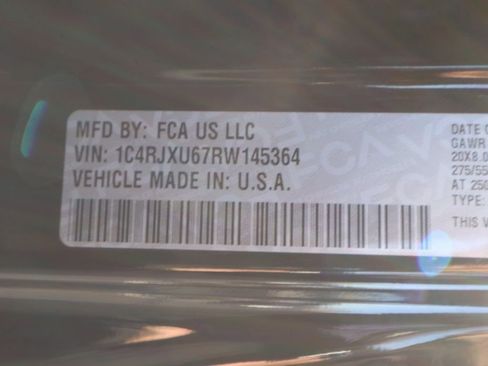 MFD BY: FCA US LLC
VIN: 1C4RJXU67RW145364
VEHICLE MADE IN: U.S.A.
DATE O
GAWR
20X8.0
275/55
AT 250
TYPE:
THIS V